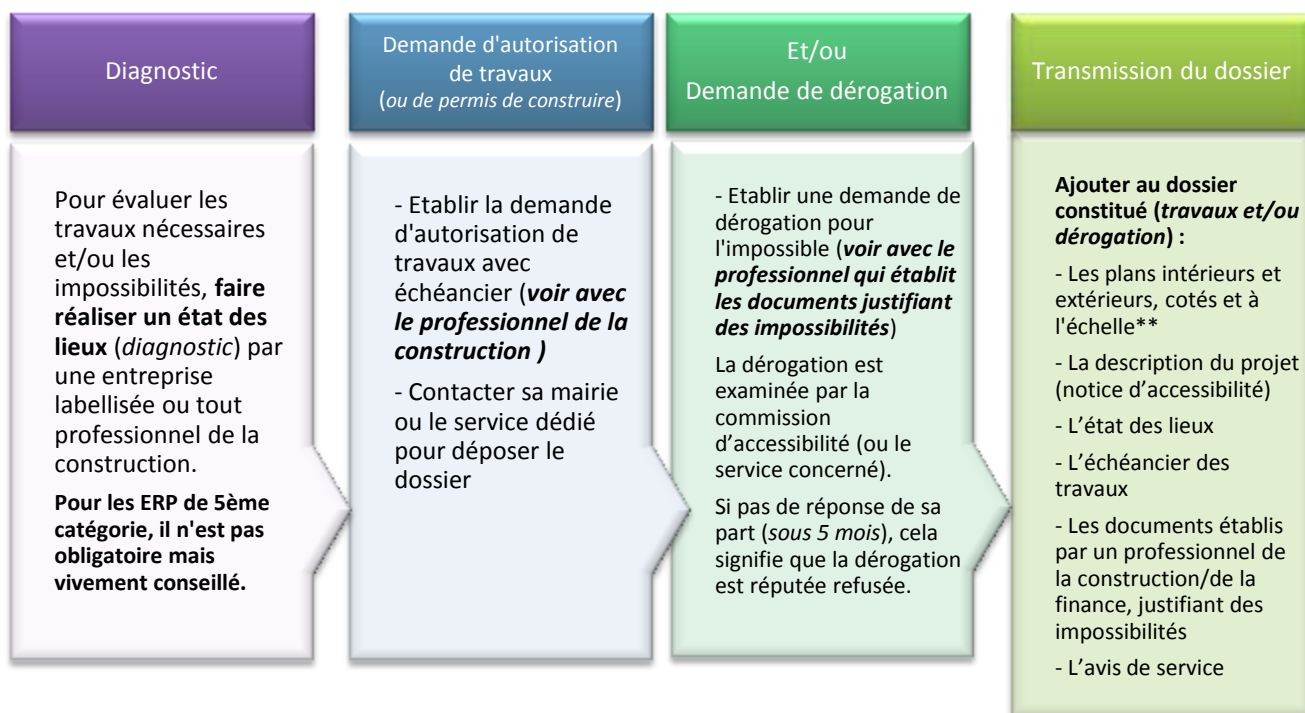 Diagnostic
Pour évaluer les
travaux nécessaires
et/ou les
impossibilités, faire
réaliser un état des
lieux (diagnostic) par
une entreprise
labellisée ou tout
professionnel de la
construction.
Pour les ERP de 5ème
catégorie, il n'est pas
obligatoire mais
vivement conseillé.
Demande d'autorisation
de travaux
(ou de permis de construire)
- Etablir la demande
d'autorisation de
travaux avec
échéancier (voir avec
le professionnel de la
construction )
- Contacter sa mairie
ou le service dédié
pour déposer le
dossier
Et/ou
Demande de dérogation
- Etablir une demande de
dérogation pour
l'impossible (voir avec le
professionnel qui établit
les documents justifiant
des impossibilités)
La dérogation est
examinée par la
commission
d’accessibilité (ou le
service concerné).
Si pas de réponse de sa
part (sous 5 mois), cela
signifie que la dérogation
est réputée refusée.
Transmission du dossier
Ajouter au dossier
constitué (travaux et/ou
dérogation) :
- Les plans intérieurs et
extérieurs, cotés et à
l'échelle**
- La description du projet
(notice d’accessibilité)
- L’état des lieux
- L’échéancier des
travaux
- Les documents établis
par un professionnel de
la construction/de la
finance, justifiant des
impossibilités
- L’avis de service